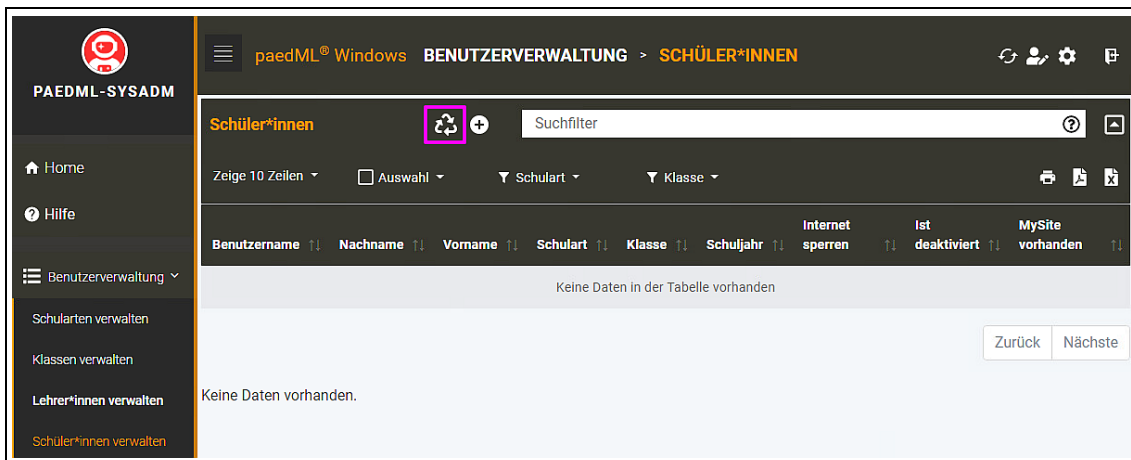 PAEDML-SYSADM
Home
Hilfe
Benutzerverwaltung
Schularten verwalten
Klassen verwalten
Lehrer*innen verwalten
Schüler*innen verwalten
paedML® Windows BENUTZERVERWALTUNG > SCHÜLER*INNEN
Schüler*innen Suchfilter
Zeige 10 Zeilen Auswahl Schulart Klasse
Benutzername Nachname Vorname Schulart Klasse Schuljahr Internet sperren Ist deaktiviert MySite vorhanden
Keine Daten in der Tabelle vorhanden
Zurück Nächste
Keine Daten vorhanden.